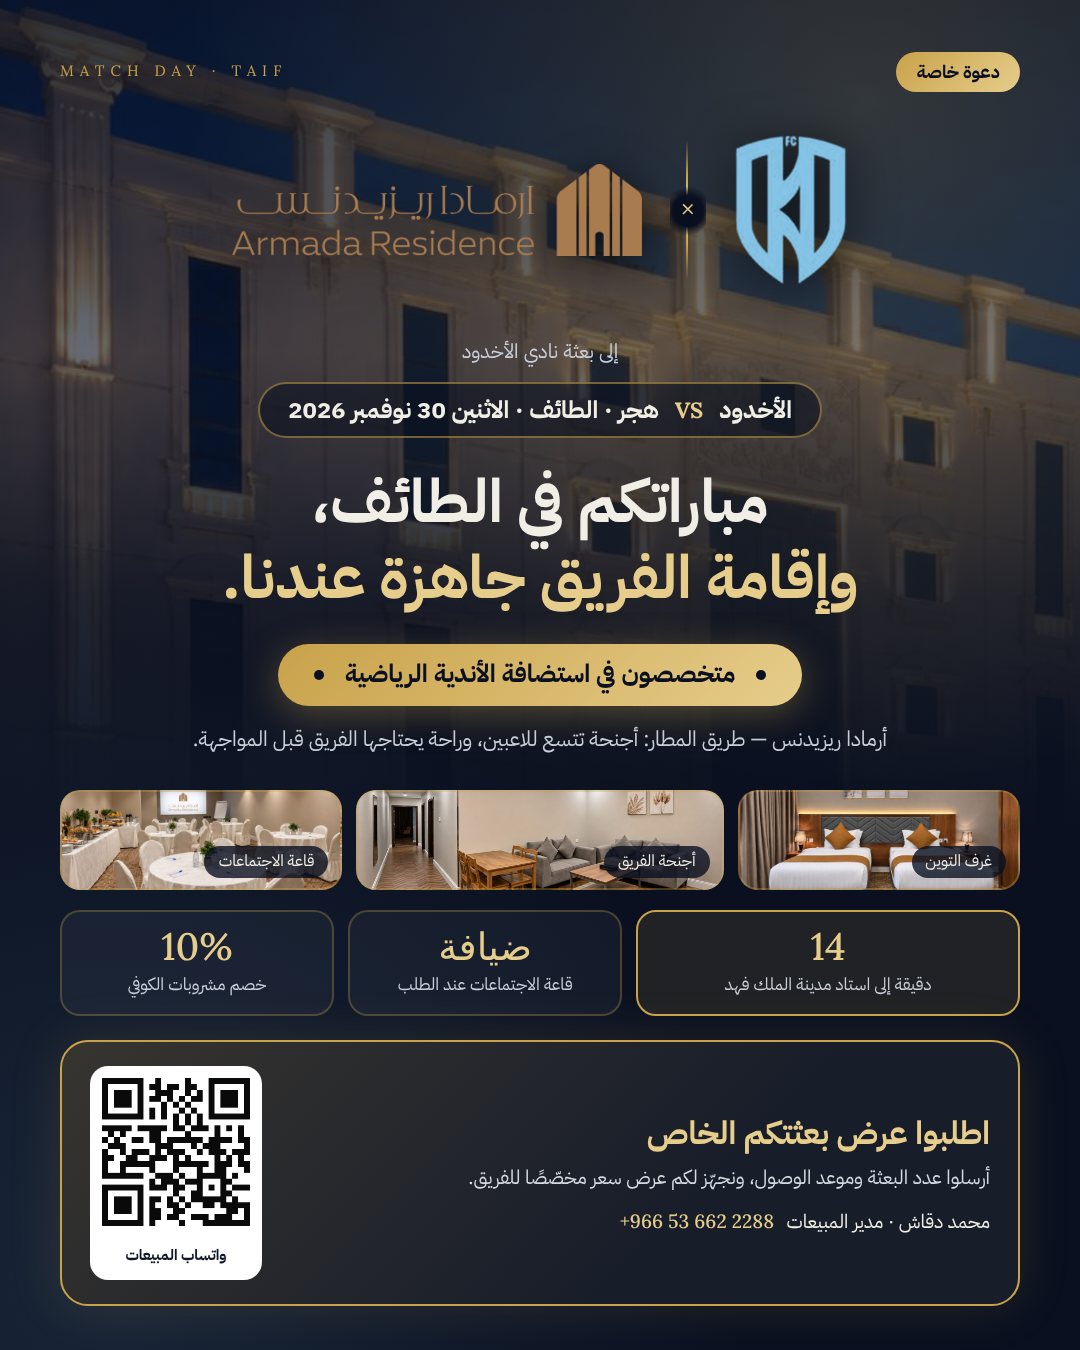 دعوة خاصة
MATCH DAY · TAIF
FC
ارمادا ريزيدنس
Armada Residence
×
إلى بعثة نادي الأخدود
الأخدود VS هجر · الطائف · الاثنين 30 نوفمبر 2026
مباراتكم في الطائف،
وإقامة الفريق جاهزة عندنا.
• متخصصون في استضافة الأندية الرياضية •
أرمادا ريزيدنس — طريق المطار: أجنحة تتسع للاعبين، وراحة يحتاجها الفريق قبل المواجهة.
غرف التوين
أجنحة الفريق
قاعة الاجتماعات
14
دقيقة إلى استاد مدينة الملك فهد
ضيافة
قاعة الاجتماعات عند الطلب
10%
خصم مشروبات الكوفي
اطلبوا عرض بعثتكم الخاص
أرسلوا عدد البعثة وموعد الوصول، ونجهّز لكم عرض سعر مخصّصًا للفريق.
محمد دقاش · مدير المبيعات +966 53 662 2288
واتساب المبيعات